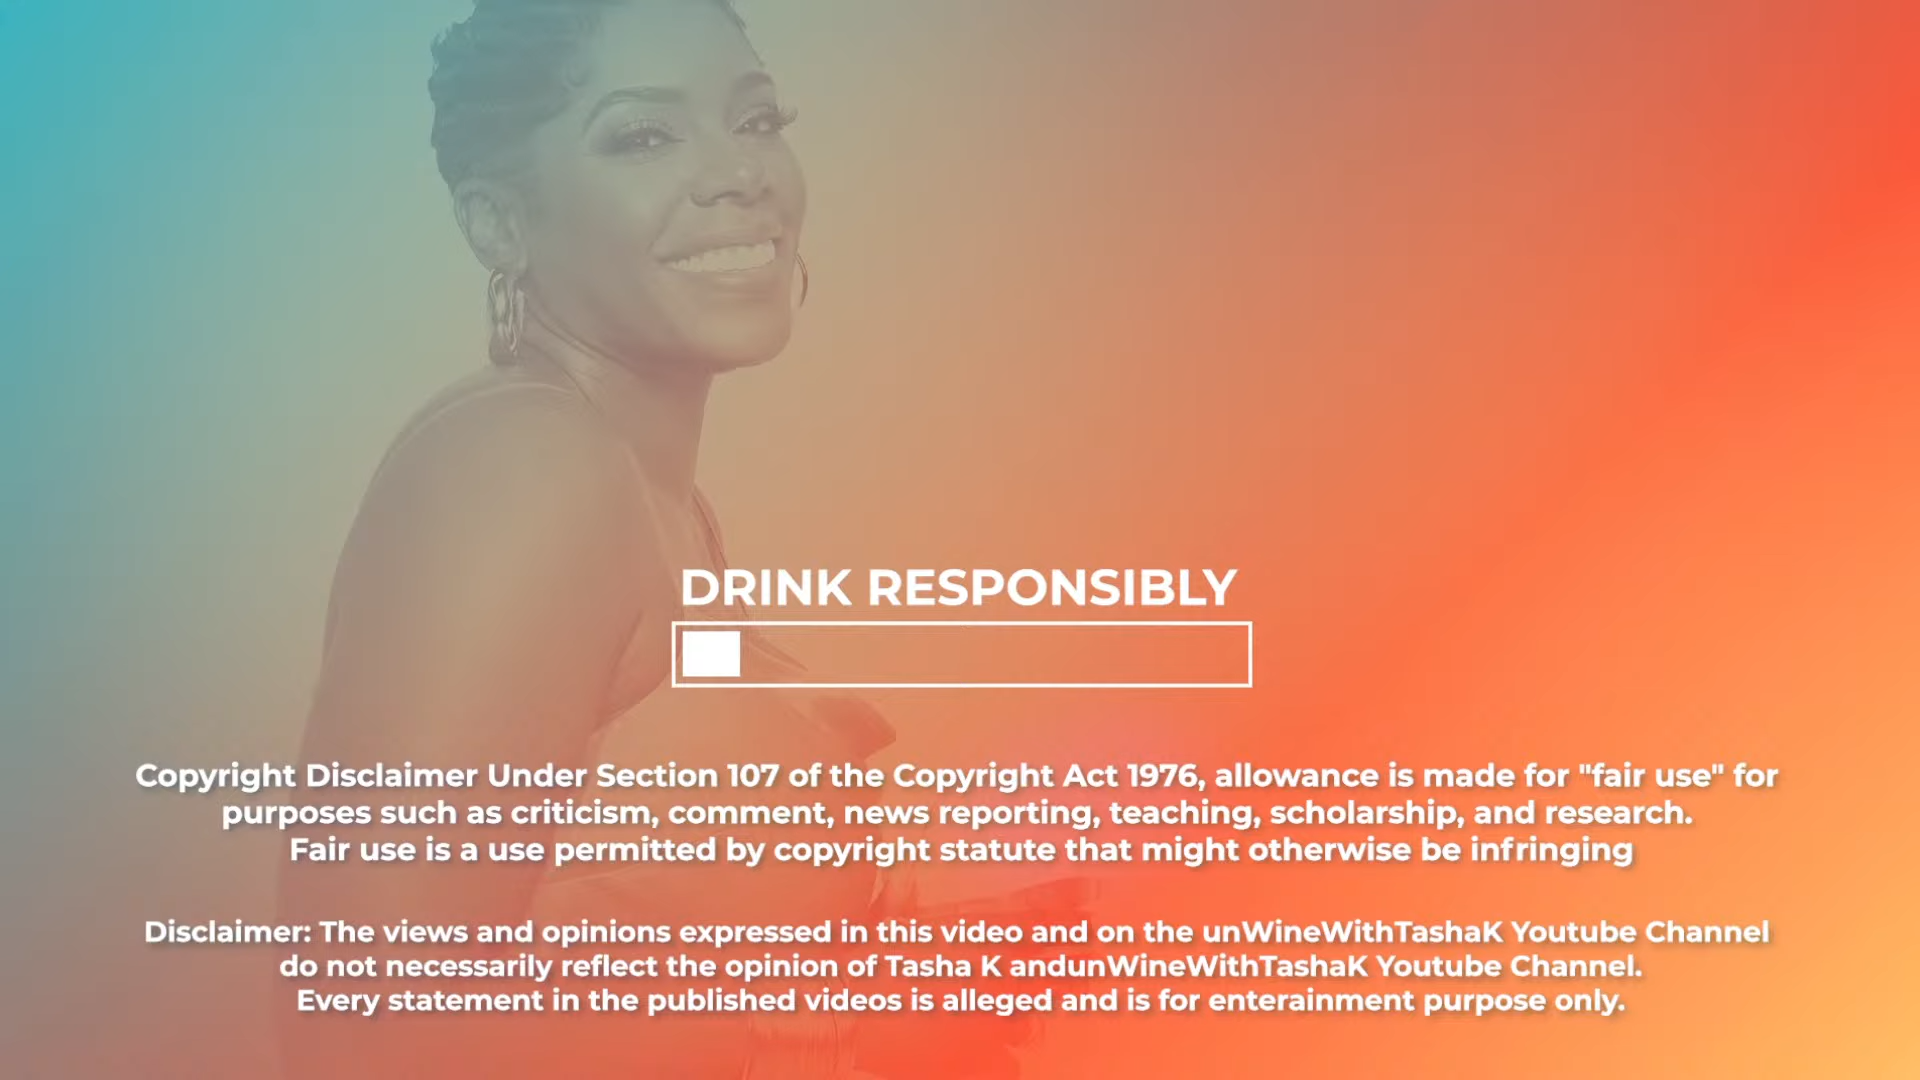 DRINK RESPONSIBLY
Copyright Disclaimer Under Section 107 of the Copyright Act 1976, allowance is made for "fair use" for
purposes such as criticism, comment, news reporting, teaching, scholarship, and research.
Fair use is a use permitted by copyright statute that might otherwise be infringing
Disclaimer: The views and opinions expressed in this video and on the unWineWithTashaK Youtube Channel
do not necessarily reflect the opinion of Tasha K andunWineWithTashaK Youtube Channel.
Every statement in the published videos is alleged and is for enterainment purpose only.